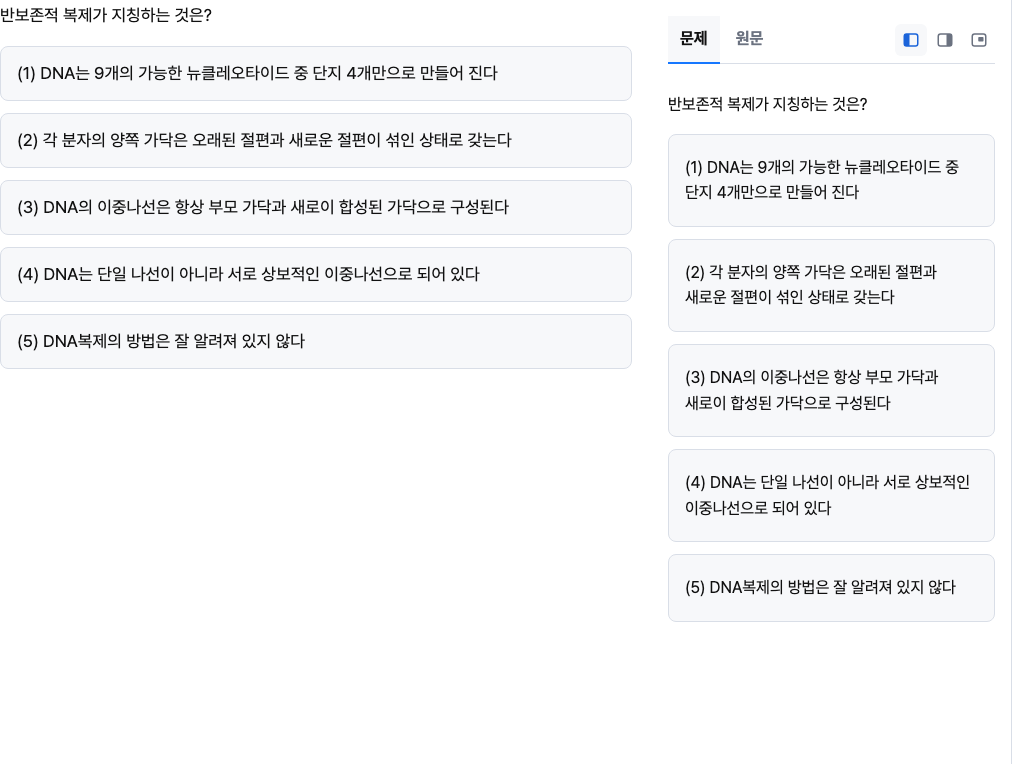 반보존적 복제가 지칭하는 것은?
(1) DNA는 9개의 가능한 뉴클레오타이드 중 단지 4개만으로 만들어 진다
(2) 각 분자의 양쪽 가닥은 오래된 절편과 새로운 절편이 섞인 상태로 갖는다
(3) DNA의 이중나선은 항상 부모 가닥과 새로이 합성된 가닥으로 구성된다
(4) DNA는 단일 나선이 아니라 서로 상보적인 이중나선으로 되어 있다
(5) DNA복제의 방법은 잘 알려져 있지 않다
문제 원문
반보존적 복제가 지칭하는 것은?
(1) DNA는 9개의 가능한 뉴클레오타이드 중
단지 4개만으로 만들어 진다
(2) 각 분자의 양쪽 가닥은 오래된 절편과
새로운 절편이 섞인 상태로 갖는다
(3) DNA의 이중나선은 항상 부모 가닥과
새로이 합성된 가닥으로 구성된다
(4) DNA는 단일 나선이 아니라 서로 상보적인
이중나선으로 되어 있다
(5) DNA복제의 방법은 잘 알려져 있지 않다